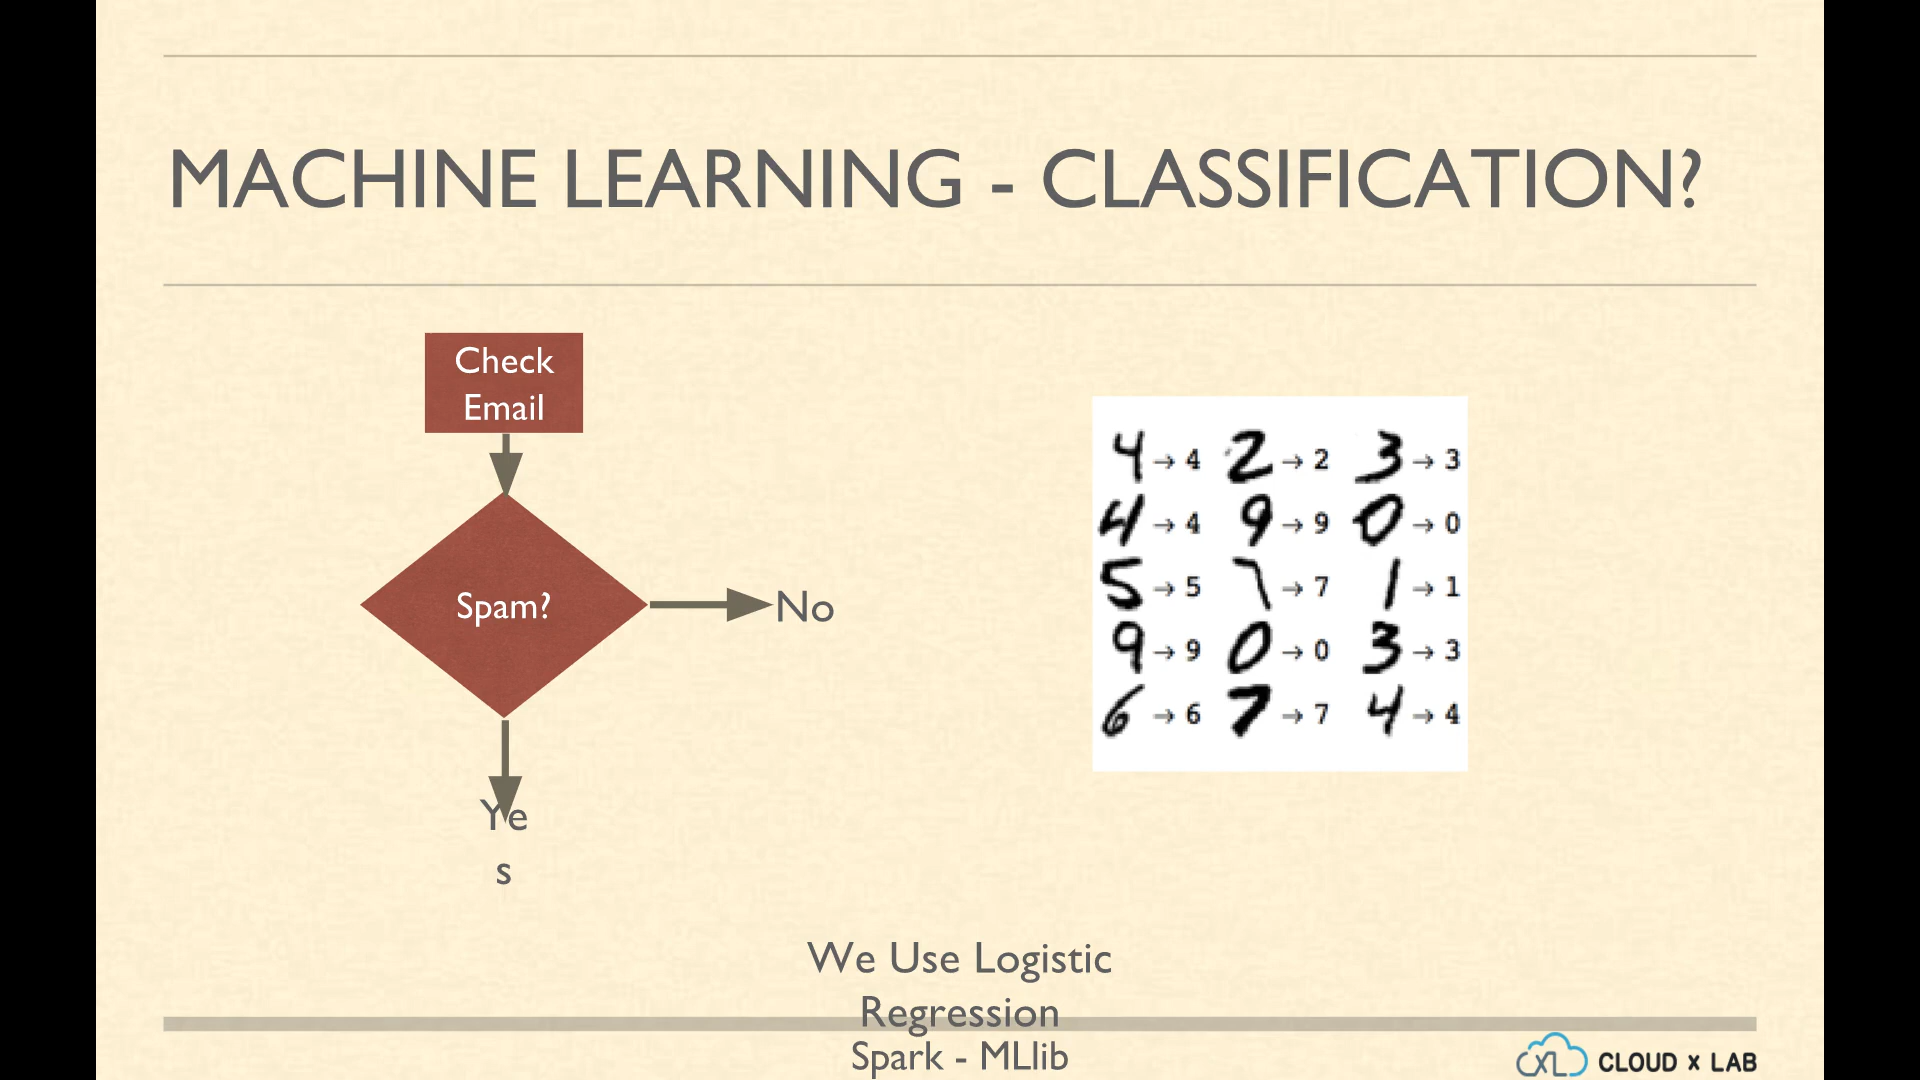 MACHINE LEARNING - CLASSIFICATION?
Check
Email
Spam?
No
Ye
s
4 → 4 2 → 2 3 → 3
4 → 4 9 → 9 0 → 0
5 → 5 7 → 7 1 → 1
9 → 9 0 → 0 3 → 3
6 → 6 7 → 7 4 → 4
We Use Logistic
Regression
Spark - MLlib
CXL CLOUD x LAB